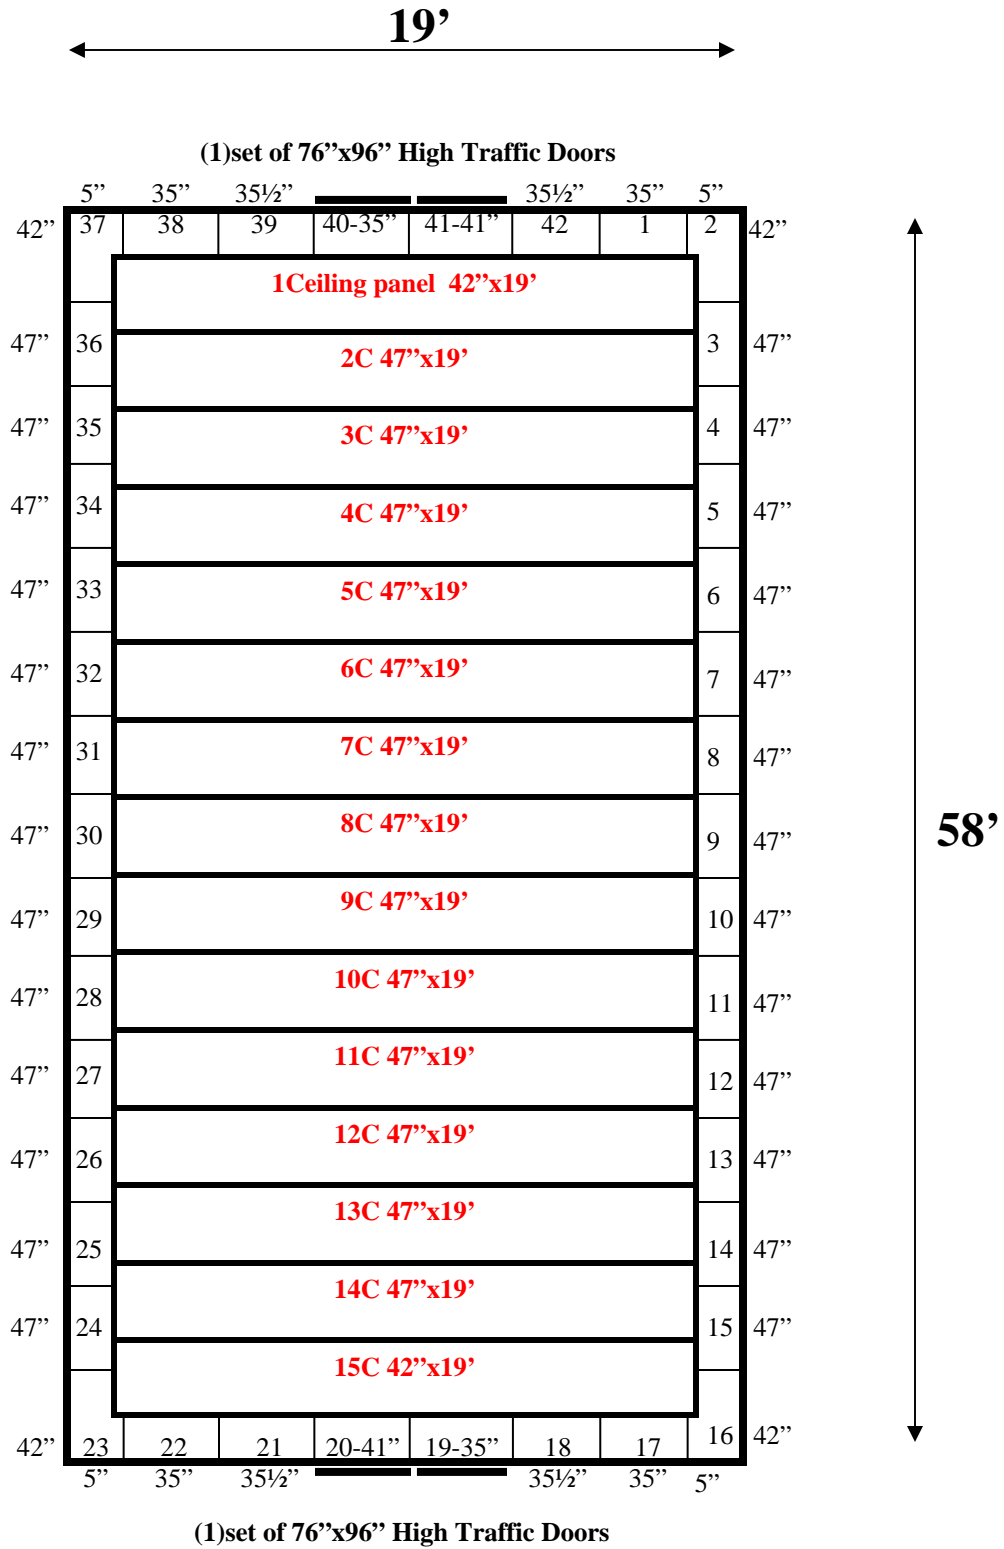 19’
(1)set of 76”x96” High Traffic Doors
5” 35” 35½” 35½” 35” 5”
42” 37 38 39 40-35” 41-41” 42 1 2 42”
1Ceiling panel 42”x19’
47” 36 3 47”
2C 47”x19’
47” 35 3C 47”x19’ 4 47”
47” 34 4C 47”x19’ 5 47”
47” 33 5C 47”x19’ 6 47”
47” 32 6C 47”x19’ 7 47”
47” 31 7C 47”x19’ 8 47”
47” 30 8C 47”x19’ 9 47” 58’
47” 29 9C 47”x19’ 10 47”
47” 28 10C 47”x19’ 11 47”
47” 27 11C 47”x19’ 12 47”
47” 26 12C 47”x19’ 13 47”
13C 47”x19’
47” 25 14 47”
14C 47”x19’
47” 24 15 47”
15C 42”x19’
42” 23 22 21 20-41” 19-35” 18 17 16 42”
5” 35” 35½” 35½” 35” 5”
(1)set of 76”x96” High Traffic Doors